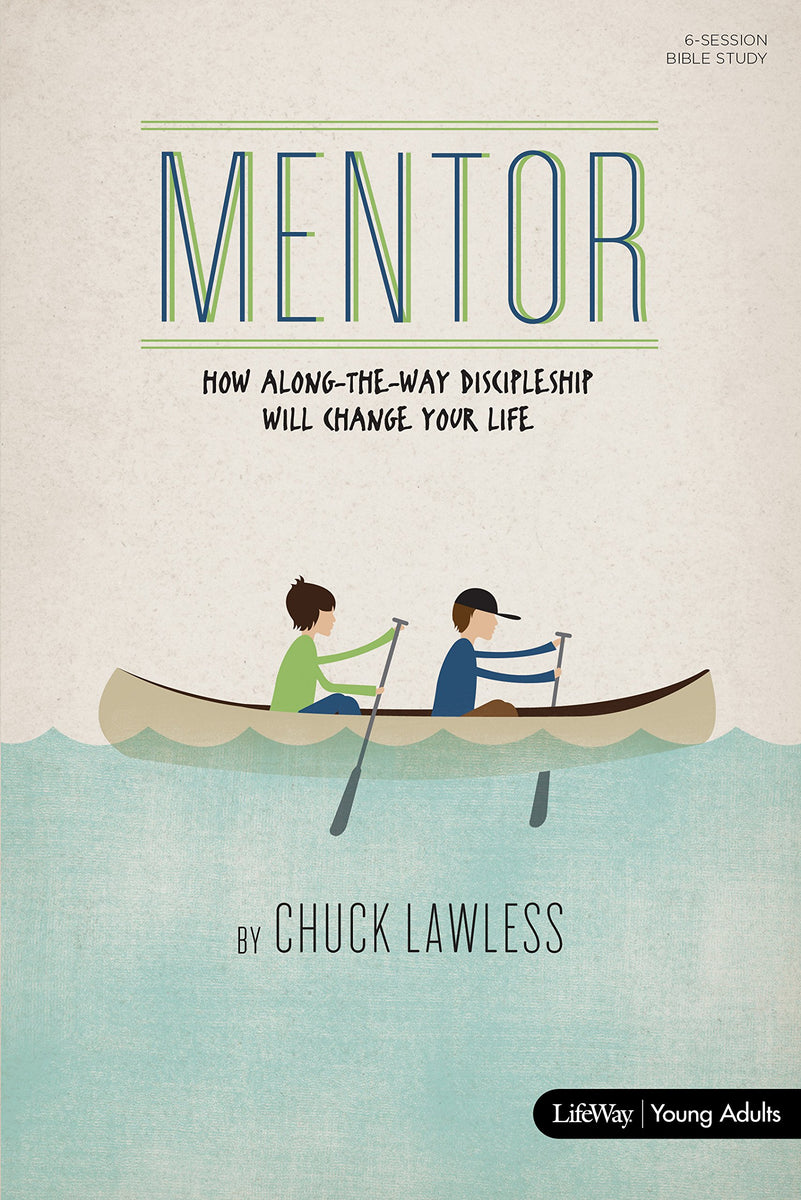 6-SESSION
BIBLE STUDY
MENTOR
HOW ALONG-THE-WAY DISCIPLESHIP
WILL CHANGE YOUR LIFE
BY CHUCK LAWLESS
LifeWay | Young Adults